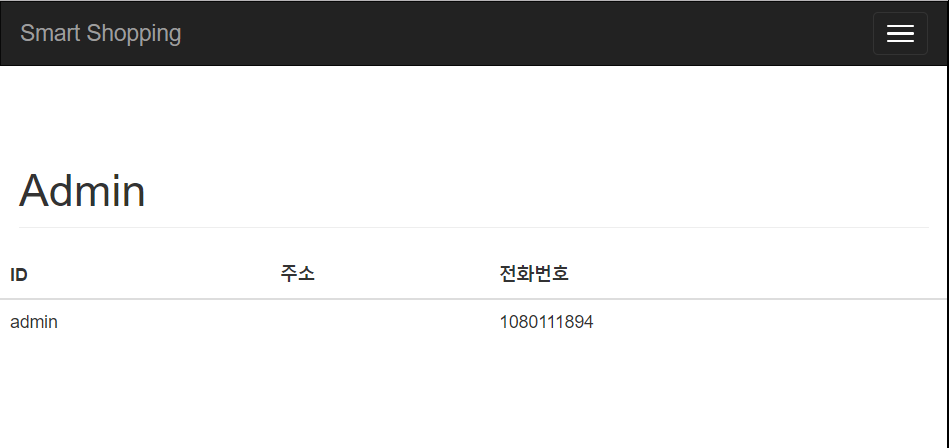 Smart Shopping
Admin
ID 주소 전화번호
admin 1080111894